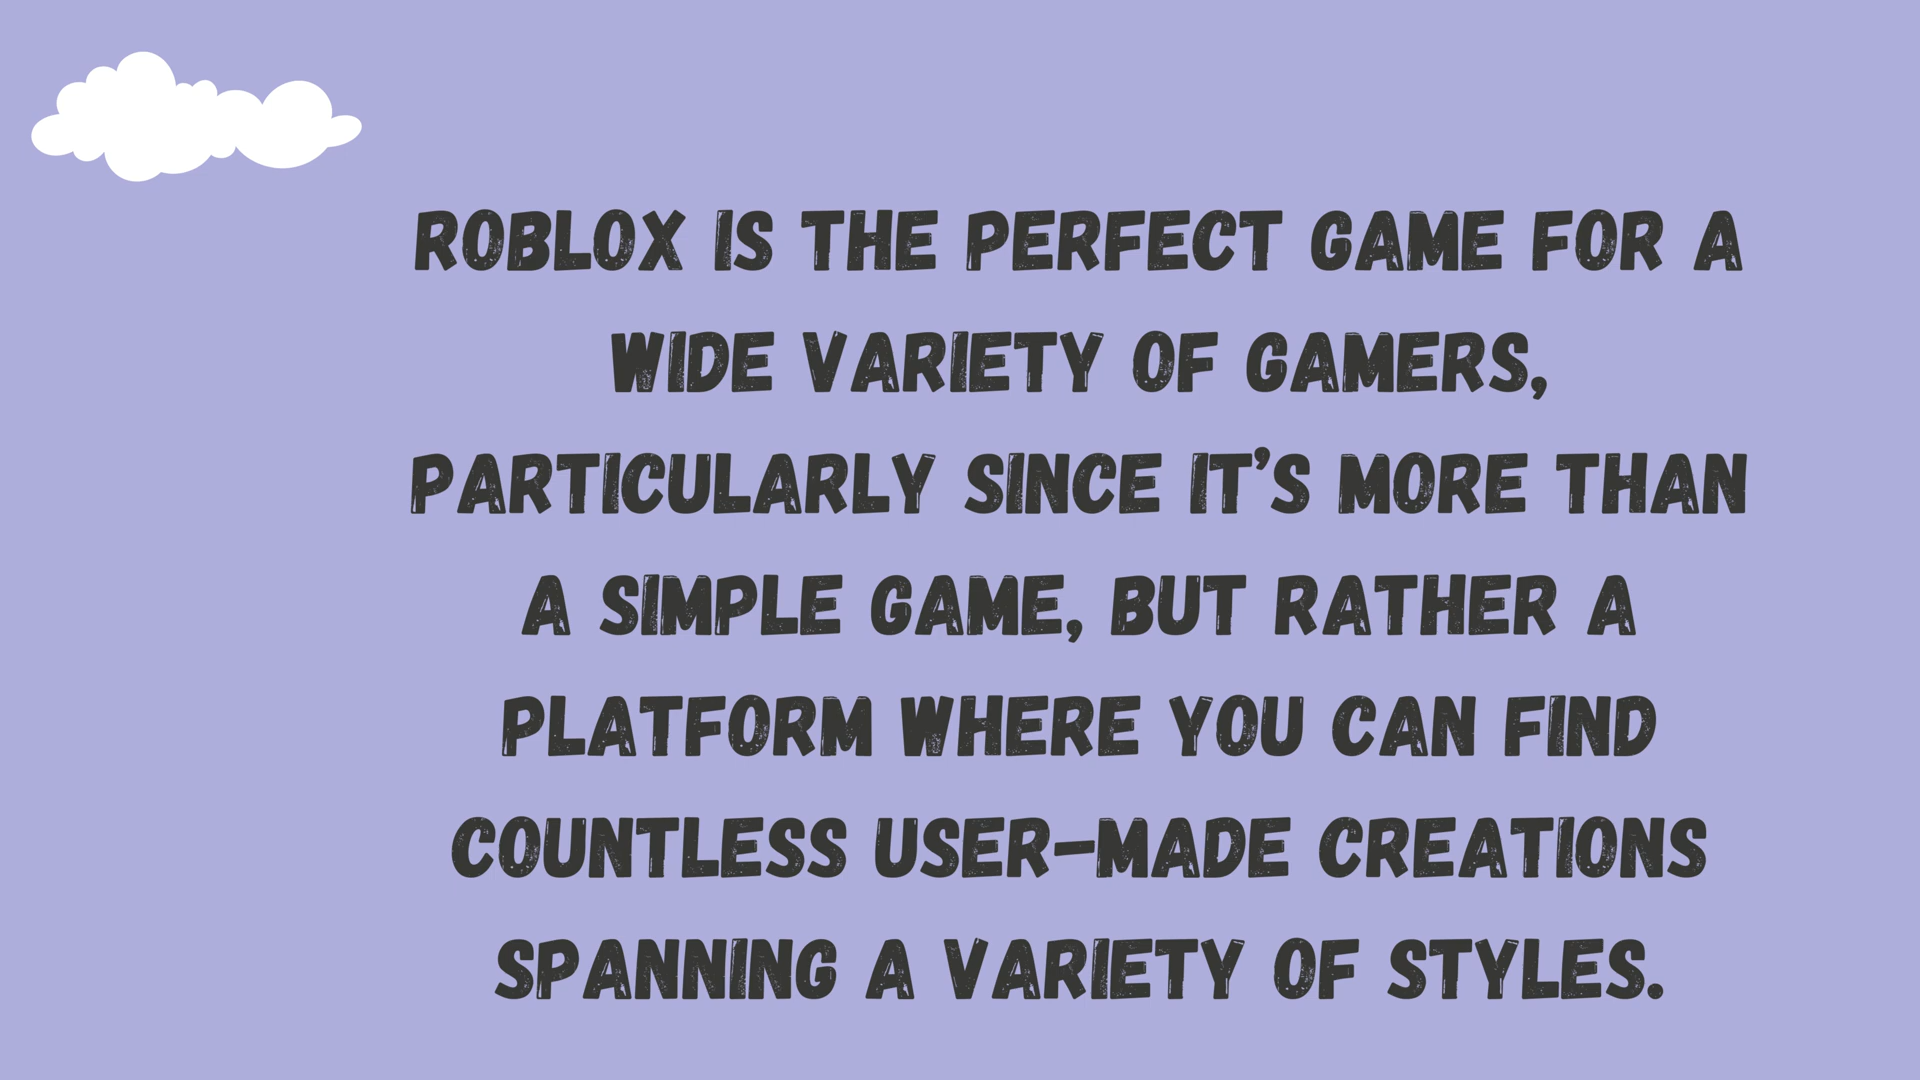 ROBLOX IS THE PERFECT GAME FOR A
WIDE VARIETY OF GAMERS,
PARTICULARLY SINCE IT’S MORE THAN
A SIMPLE GAME, BUT RATHER A
PLATFORM WHERE YOU CAN FIND
COUNTLESS USER-MADE CREATIONS
SPANNING A VARIETY OF STYLES.